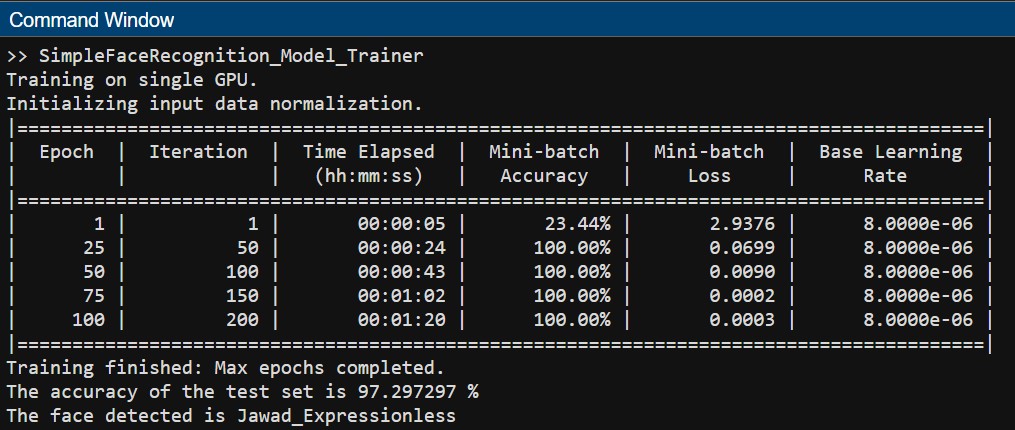 Command Window
>> SimpleFaceRecognition_Model_Trainer
Training on single GPU.
Initializing input data normalization.
|========================================================================================|
|  Epoch  |  Iteration  |  Time Elapsed  |  Mini-batch  |  Mini-batch  |  Base Learning  |
|         |             |   (hh:mm:ss)   |   Accuracy   |     Loss     |      Rate       |
|========================================================================================|
|       1 |           1 |       00:00:05 |       23.44% |       2.9376 |      8.0000e-06 |
|      25 |          50 |       00:00:24 |      100.00% |       0.0699 |      8.0000e-06 |
|      50 |         100 |       00:00:43 |      100.00% |       0.0090 |      8.0000e-06 |
|      75 |         150 |       00:01:02 |      100.00% |       0.0002 |      8.0000e-06 |
|     100 |         200 |       00:01:20 |      100.00% |       0.0003 |      8.0000e-06 |
|========================================================================================|
Training finished: Max epochs completed.
The accuracy of the test set is 97.297297 %
The face detected is Jawad_Expressionless